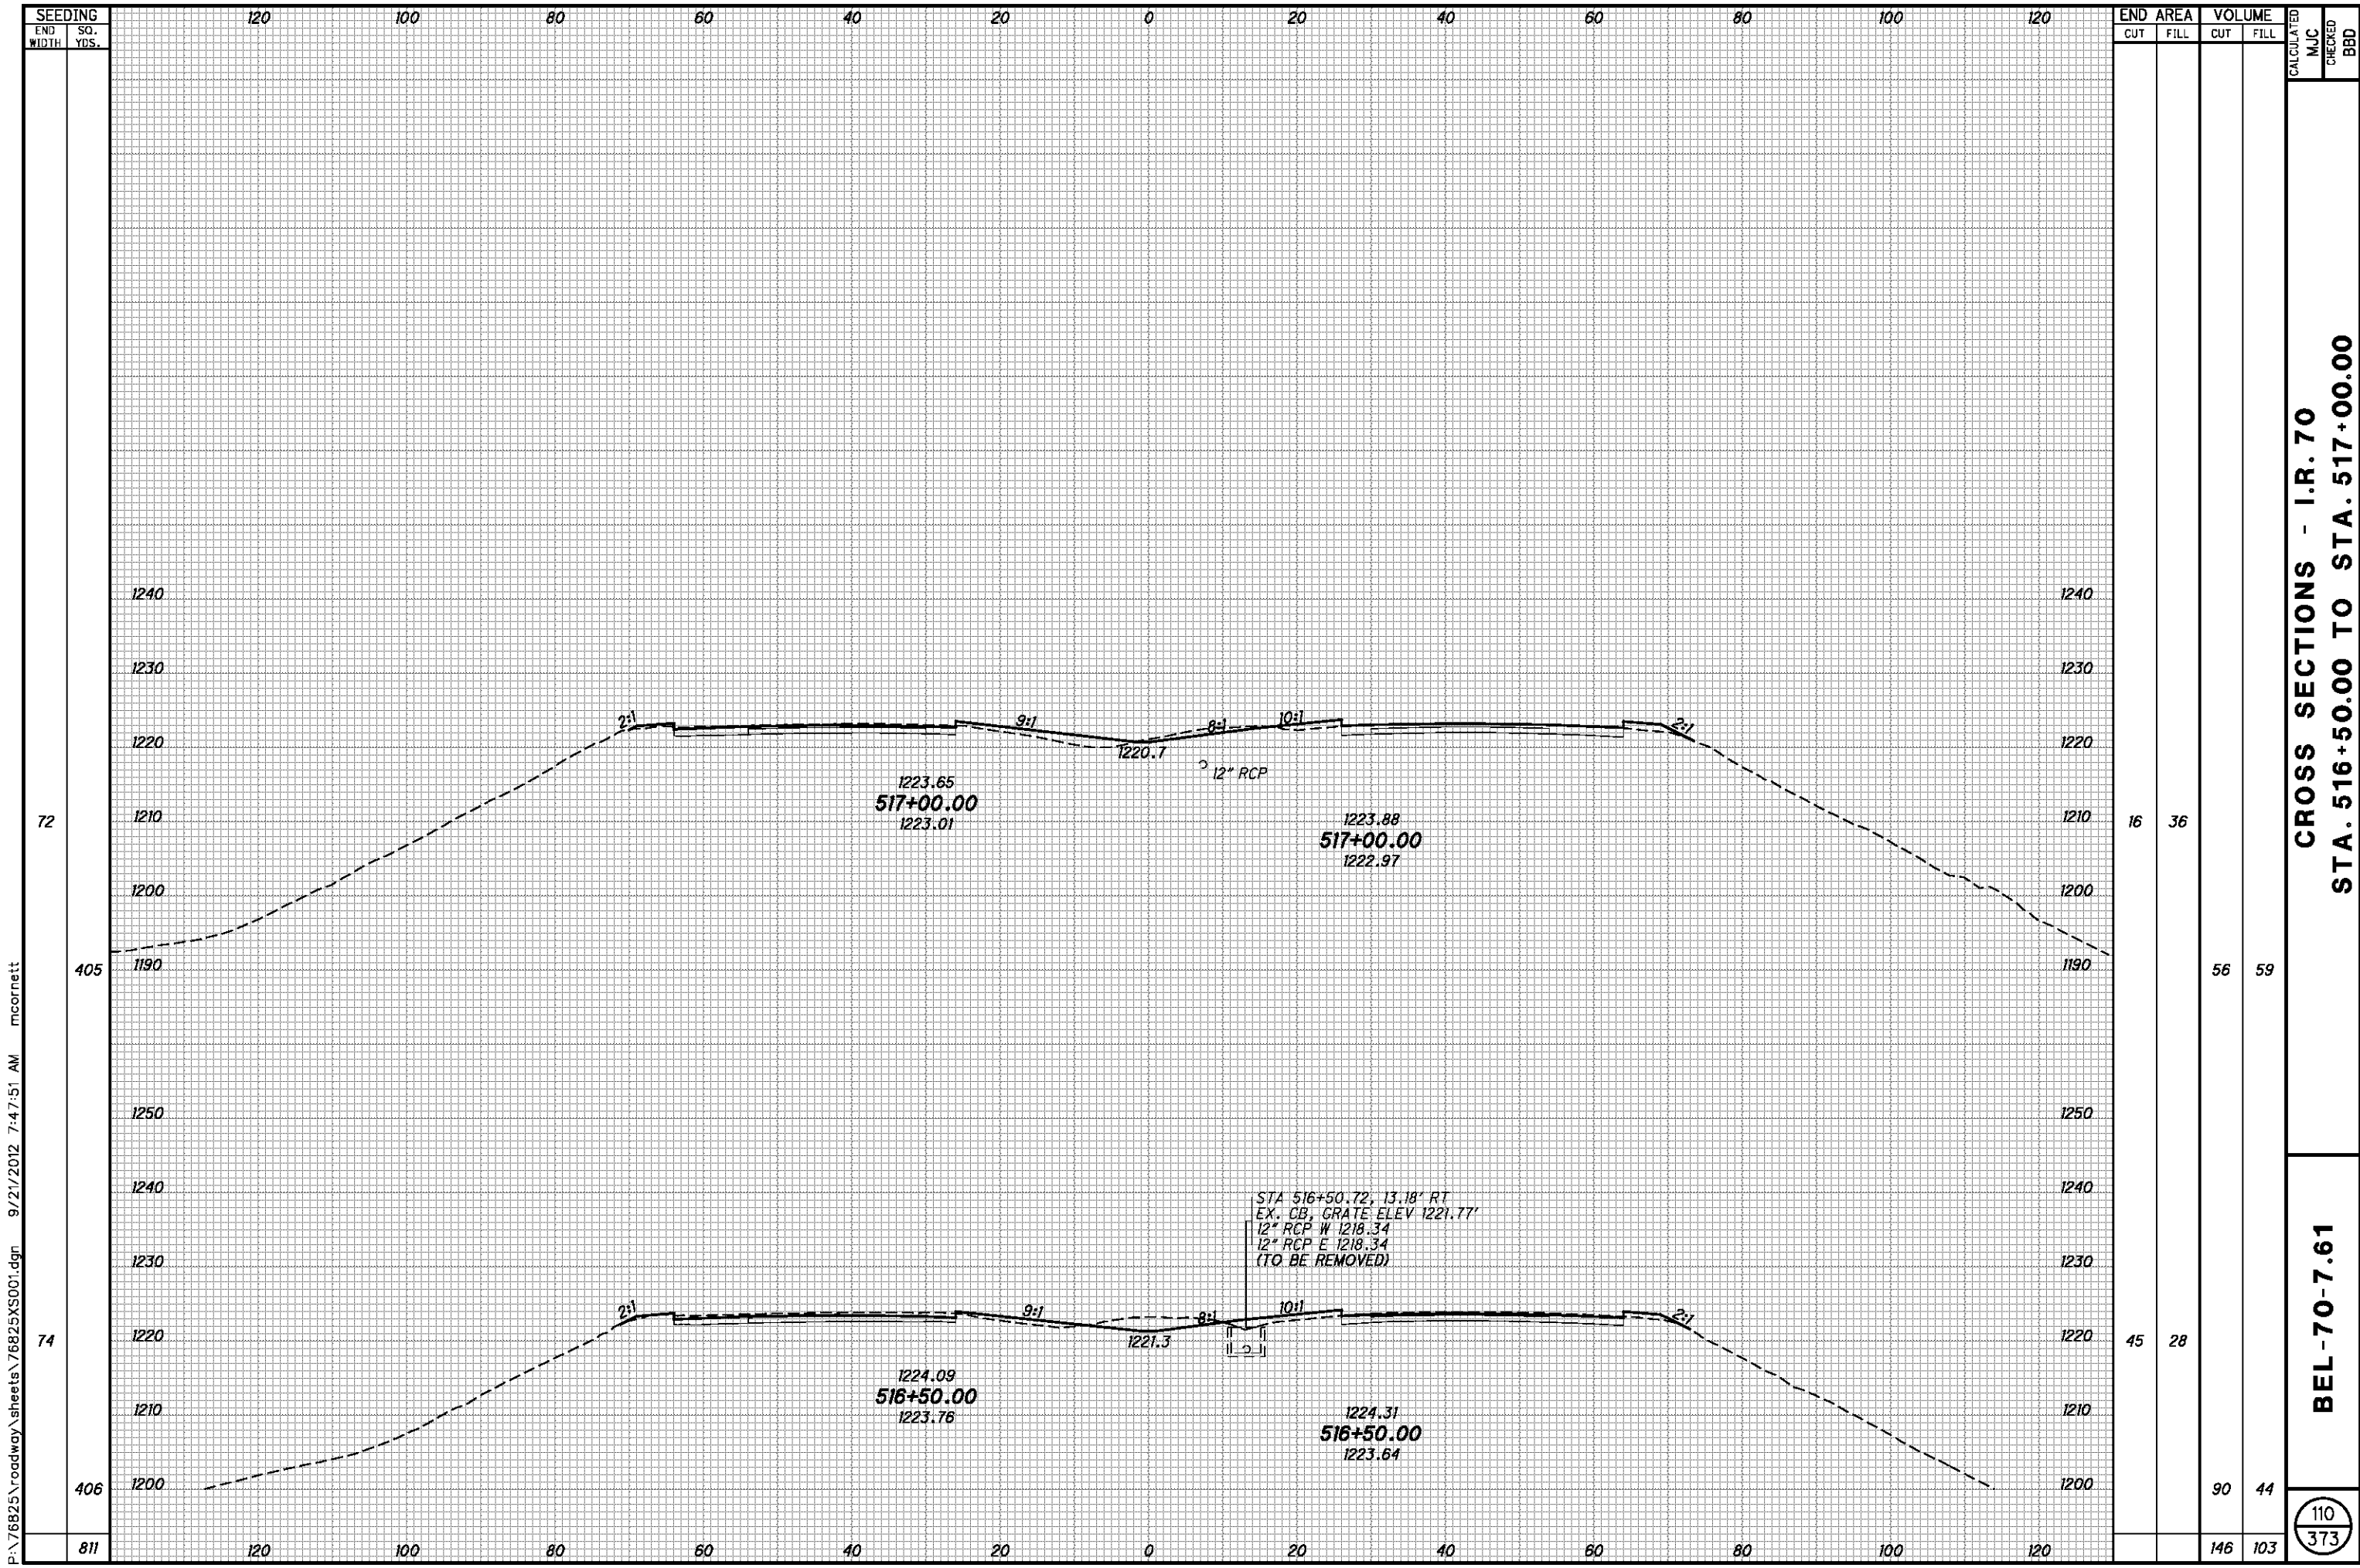 SEEDING
END WIDTH
SQ. YDS.
120 100 80 60 40 20 0 20 40 60 80 100 120
END AREA
VOLUME
CUT FILL CUT FILL
CALCULATED
MJC
CHECKED
BBD
1240 1240
1230 1230
2:1 9:1 8:1 10:1 2:1
1220 1220
1220.7
12" RCP
1223.65
517+00.00
1223.01
1223.88
517+00.00
1222.97
72 1210 1210 16 36
1200 1200
405 1190 1190 56 59
1250 1250
1240 1240
STA 516+50.72, 13.18' RT
EX. CB, GRATE ELEV 1221.77'
12" RCP W 1218.34
12" RCP E 1218.34
(TO BE REMOVED)
1230 1230
2:1 9:1 8:1 10:1 2:1
74 1220 1220 45 28
1221.3
1224.09
516+50.00
1223.76
1224.31
516+50.00
1223.64
1210 1210
406 1200 1200 90 44
811 146 103
120 100 80 60 40 20 0 20 40 60 80 100 120
CROSS SECTIONS - I.R. 70
STA. 516+50.00 TO STA. 517+00.00
BEL-70-7.61
110
373
P:\76825\roadway\sheets\76825XS001.dgn 9/21/2012 7:47:51 AM mcornett